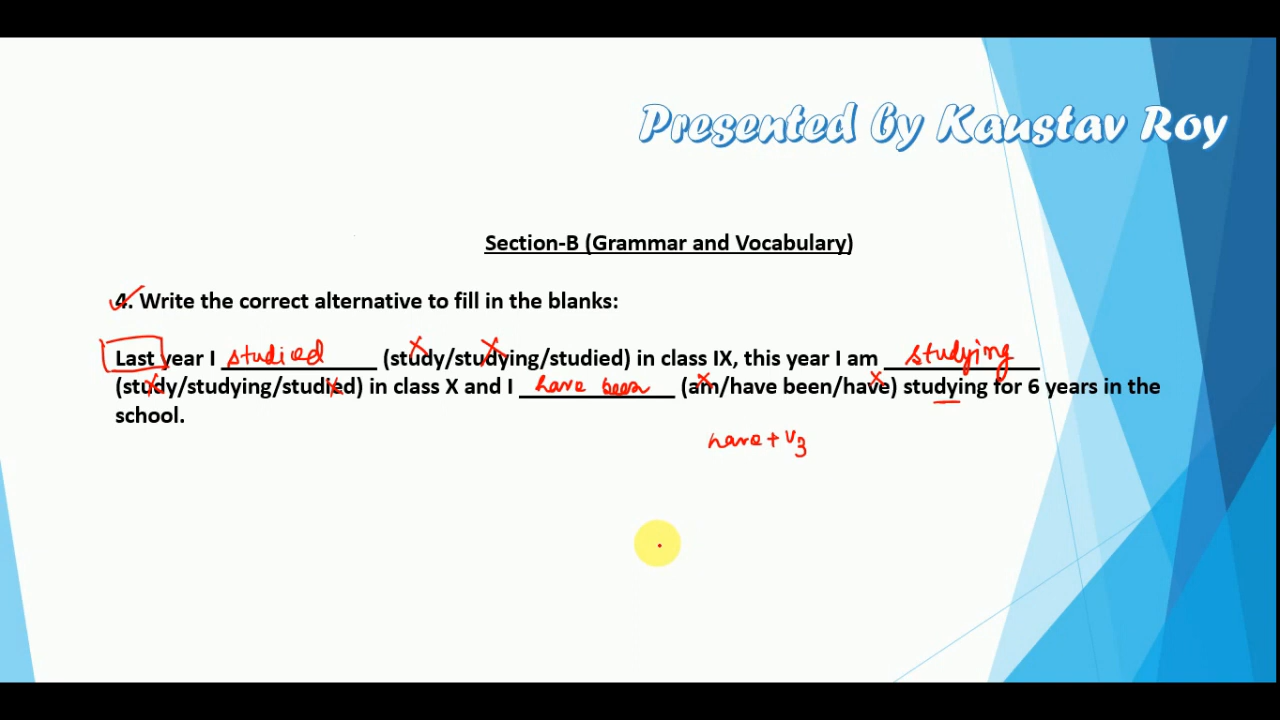 Presented by Kaustav Roy
Section-B (Grammar and Vocabulary)
4. Write the correct alternative to fill in the blanks:
Last year I studied (study/studying/studied) in class IX, this year I am studying
(study/studying/studied) in class X and I have been (am/have been/have) studying for 6 years in the
school.
have + V3